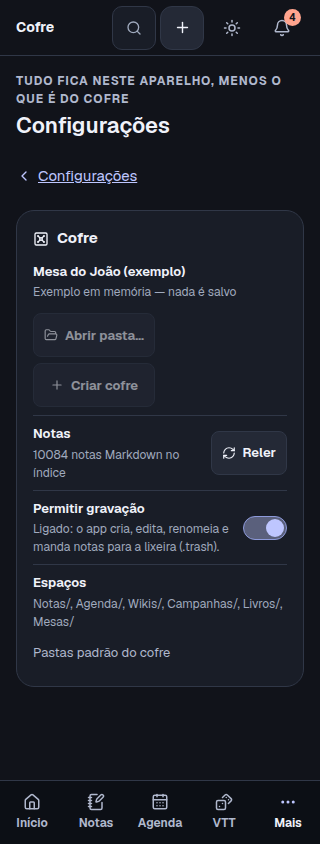 Cofre
4
TUDO FICA NESTE APARELHO, MENOS O
QUE É DO COFRE
Configurações
Configurações
Cofre
Mesa do João (exemplo)
Exemplo em memória — nada é salvo
Abrir pasta...
Criar cofre
Notas
10084 notas Markdown no
índice
Reler
Permitir gravação
Ligado: o app cria, edita, renomeia e
manda notas para a lixeira (.trash).
Espaços
Notas/, Agenda/, Wikis/, Campanhas/, Livros/,
Mesas/
Pastas padrão do cofre
Início
Notas
Agenda
VTT
Mais